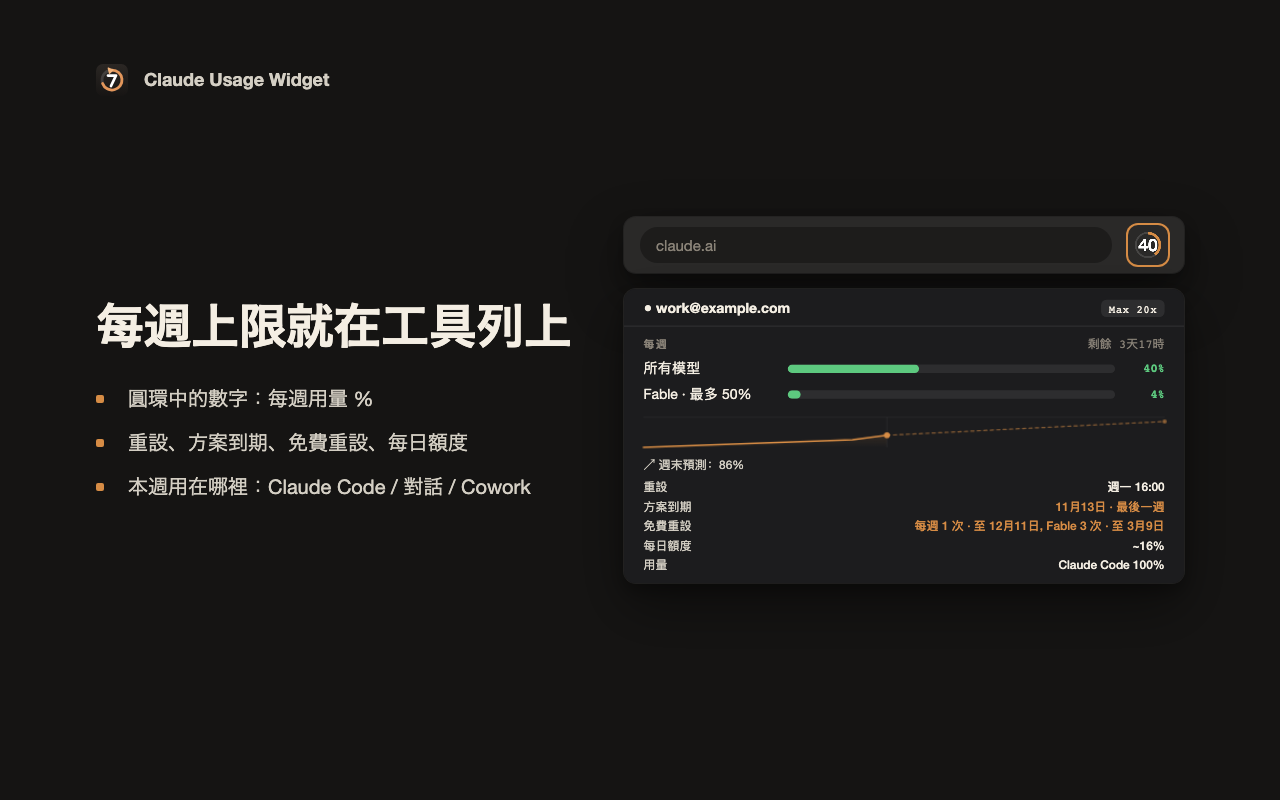 7
Claude Usage Widget
每週上限就在工具列上
圓環中的數字：每週用量 %
重設、方案到期、免費重設、每日額度
本週用在哪裡：Claude Code / 對話 / Cowork
claude.ai
40
work@example.com
Max 20x
每週
剩餘 3天17時
所有模型
40%
Fable · 最多 50%
4%
↗ 週末預測: 86%
重設
週一 16:00
方案到期
11月13日 · 最後一週
免費重設
每週 1 次 · 至 12月11日, Fable 3 次 · 至 3月9日
每日額度
~16%
用量
Claude Code 100%